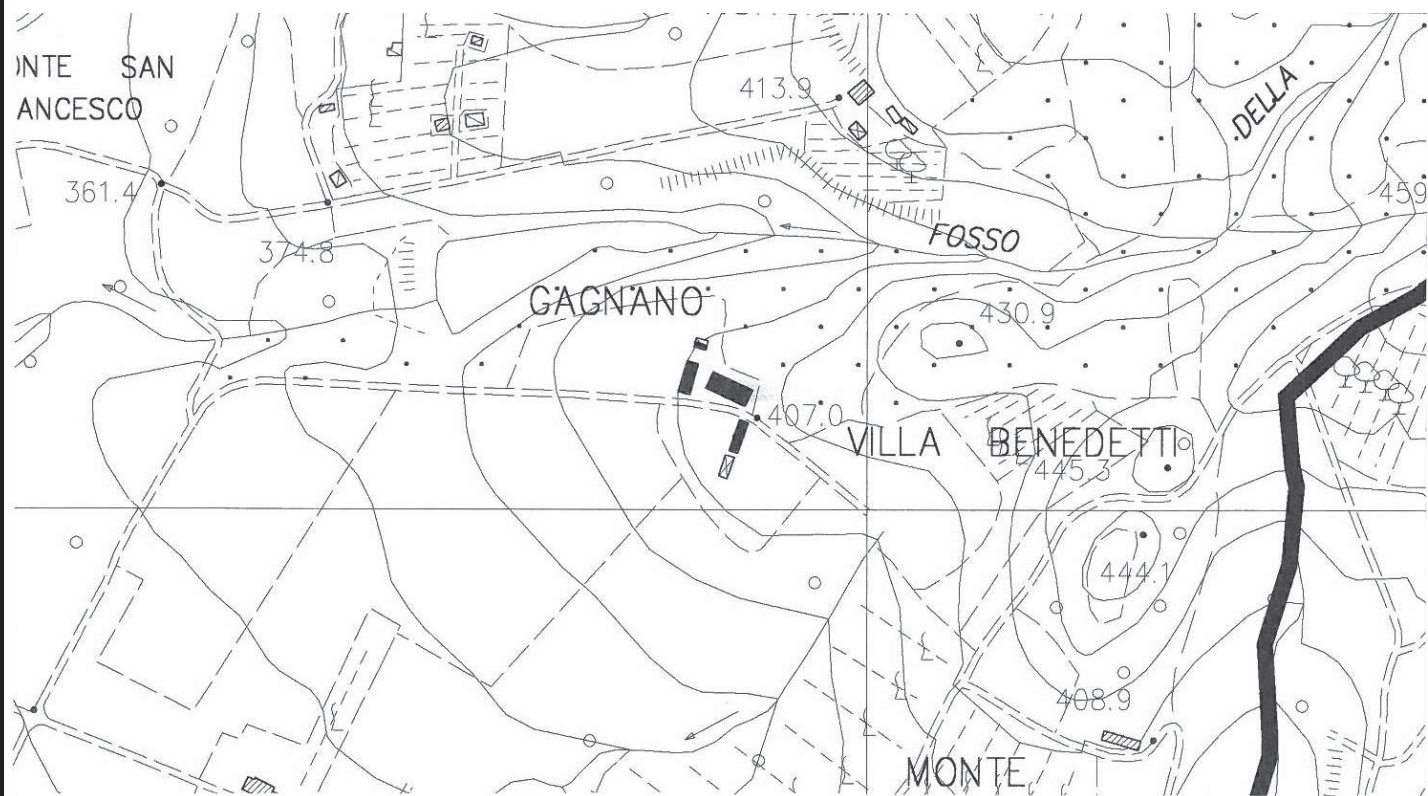 SAN
ANCESCO
413.9
DELLA
361.4
459
374.8
FOSSO
GAGNANO
430.9
407.0
VILLA BENEDETTI
445.3
444.1
408.9
MONTE